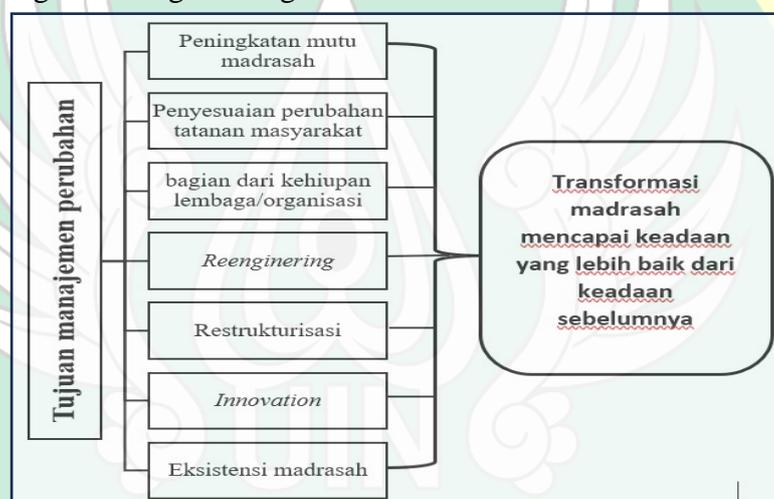 Tujuan manajemen perubahan
Peningkatan mutu
madrasah
Penyesuaian perubahan
tatanan masyarakat
bagian dari kehiupan
lembaga/organisasi
Reenginering
Restrukturisasi
Innovation
Eksistensi madrasah
Transformasi
madrasah
mencapai keadaan
yang lebih baik dari
keadaan
sebelumnya
UIN